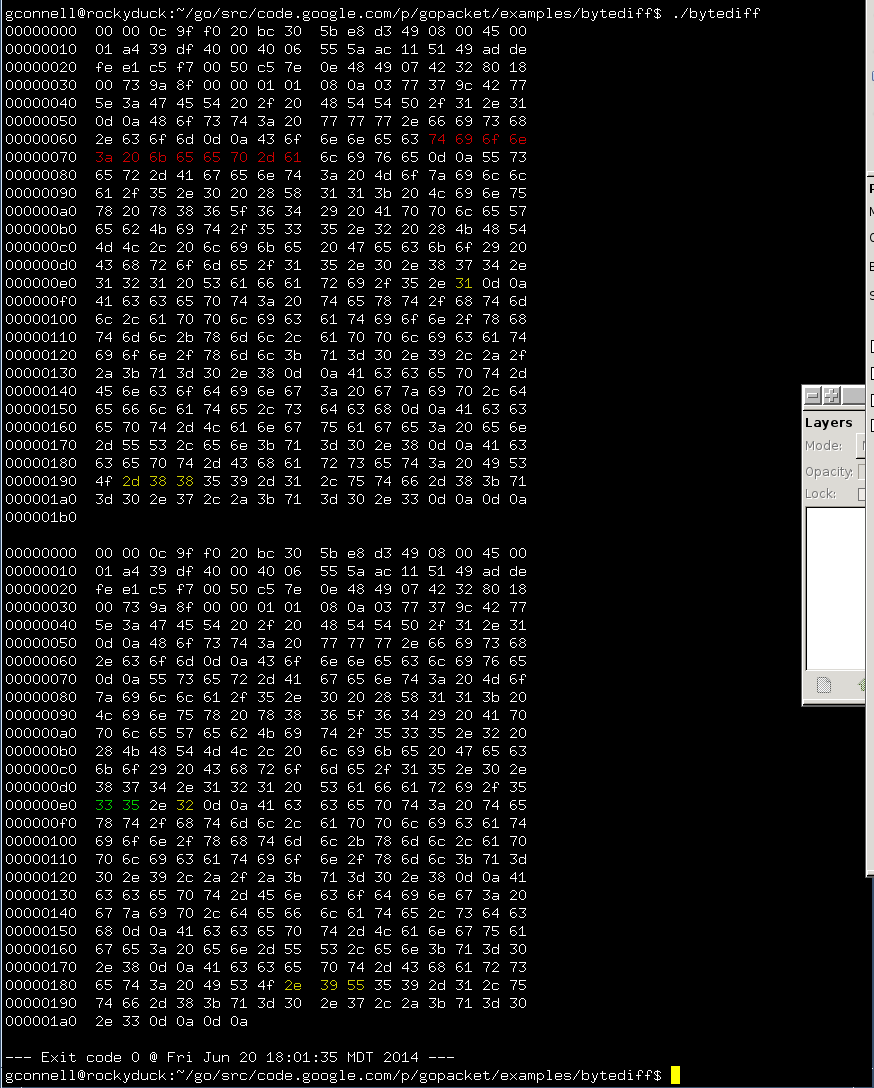 gconnell@rockyduck:~/go/src/code.google.com/p/gopacket/examples/bytediff$ ./bytediff
00000000 00 00 0c 9f f0 20 bc 30 5b e8 d3 49 08 00 45 00
00000010 01 a4 39 df 40 00 40 06 55 5a ac 11 51 49 ad de
00000020 fe e1 c5 f7 00 50 c5 7e 0e 48 49 07 42 32 80 18
00000030 00 73 9a 8f 00 00 01 01 08 0a 03 77 37 9c 42 77
00000040 5e 3a 47 45 54 20 2f 20 48 54 54 50 2f 31 2e 31
00000050 0d 0a 48 6f 73 74 3a 20 77 77 77 2e 66 69 73 68
00000060 2e 63 6f 6d 0d 0a 43 6f 6e 6e 65 63 74 69 6f 6e
00000070 3a 20 6b 65 65 70 2d 61 6c 69 76 65 0d 0a 55 73
00000080 65 72 2d 41 67 65 6e 74 3a 20 4d 6f 7a 69 6c 6c
00000090 61 2f 35 2e 30 20 28 58 31 31 3b 20 4c 69 6e 75
000000a0 78 20 78 38 36 5f 36 34 29 20 41 70 70 6c 65 57
000000b0 65 62 4b 69 74 2f 35 33 35 2e 32 20 28 4b 48 54
000000c0 4d 4c 2c 20 6c 69 6b 65 20 47 65 63 6b 6f 29 20
000000d0 43 68 72 6f 6d 65 2f 31 35 2e 30 2e 38 37 34 2e
000000e0 31 32 31 20 53 61 66 61 72 69 2f 35 2e 31 0d 0a
000000f0 41 63 63 65 70 74 3a 20 74 65 78 74 2f 68 74 6d
00000100 6c 2c 61 70 70 6c 69 63 61 74 69 6f 6e 2f 78 68
00000110 74 6d 6c 2b 78 6d 6c 2c 61 70 70 6c 69 63 61 74
00000120 69 6f 6e 2f 78 6d 6c 3b 71 3d 30 2e 39 2c 2a 2f
00000130 2a 3b 71 3d 30 2e 38 0d 0a 41 63 63 65 70 74 2d
00000140 45 6e 63 6f 64 69 6e 67 3a 20 67 7a 69 70 2c 64
00000150 65 66 6c 61 74 65 2c 73 64 63 68 0d 0a 41 63 63
00000160 65 70 74 2d 4c 61 6e 67 75 61 67 65 3a 20 65 6e
00000170 2d 55 53 2c 65 6e 3b 71 3d 30 2e 38 0d 0a 41 63
00000180 63 65 70 74 2d 43 68 61 72 73 65 74 3a 20 49 53
00000190 4f 2d 38 38 35 39 2d 31 2c 75 74 66 2d 38 3b 71
000001a0 3d 30 2e 37 2c 2a 3b 71 3d 30 2e 33 0d 0a 0d 0a
000001b0
00000000 00 00 0c 9f f0 20 bc 30 5b e8 d3 49 08 00 45 00
00000010 01 a4 39 df 40 00 40 06 55 5a ac 11 51 49 ad de
00000020 fe e1 c5 f7 00 50 c5 7e 0e 48 49 07 42 32 80 18
00000030 00 73 9a 8f 00 00 01 01 08 0a 03 77 37 9c 42 77
00000040 5e 3a 47 45 54 20 2f 20 48 54 54 50 2f 31 2e 31
00000050 0d 0a 48 6f 73 74 3a 20 77 77 77 2e 66 69 73 68
00000060 2e 63 6f 6d 0d 0a 43 6f 6e 6e 65 63 6c 69 76 65
00000070 0d 0a 55 73 65 72 2d 41 67 65 6e 74 3a 20 4d 6f
00000080 7a 69 6c 6c 61 2f 35 2e 30 20 28 58 31 31 3b 20
00000090 4c 69 6e 75 78 20 78 38 36 5f 36 34 29 20 41 70
000000a0 70 6c 65 57 65 62 4b 69 74 2f 35 33 35 2e 32 20
000000b0 28 4b 48 54 4d 4c 2c 20 6c 69 6b 65 20 47 65 63
000000c0 6b 6f 29 20 43 68 72 6f 6d 65 2f 31 35 2e 30 2e
000000d0 38 37 34 2e 31 32 31 20 53 61 66 61 72 69 2f 35
000000e0 33 35 2e 32 0d 0a 41 63 63 65 70 74 3a 20 74 65
000000f0 78 74 2f 68 74 6d 6c 2c 61 70 70 6c 69 63 61 74
00000100 69 6f 6e 2f 78 68 74 6d 6c 2b 78 6d 6c 2c 61 70
00000110 70 6c 69 63 61 74 69 6f 6e 2f 78 6d 6c 3b 71 3d
00000120 30 2e 39 2c 2a 2f 2a 3b 71 3d 30 2e 38 0d 0a 41
00000130 63 63 65 70 74 2d 45 6e 63 6f 64 69 6e 67 3a 20
00000140 67 7a 69 70 2c 64 65 66 6c 61 74 65 2c 73 64 63
00000150 68 0d 0a 41 63 63 65 70 74 2d 4c 61 6e 67 75 61
00000160 67 65 3a 20 65 6e 2d 55 53 2c 65 6e 3b 71 3d 30
00000170 2e 38 0d 0a 41 63 63 65 70 74 2d 43 68 61 72 73
00000180 65 74 3a 20 49 53 4f 2e 39 55 35 39 2d 31 2c 75
00000190 74 66 2d 38 3b 71 3d 30 2e 37 2c 2a 3b 71 3d 30
000001a0 2e 33 0d 0a 0d 0a
--- Exit code 0 @ Fri Jun 20 18:01:35 MDT 2014 ---
gconnell@rockyduck:~/go/src/code.google.com/p/gopacket/examples/bytediff$
Layers
Mode:
Opacity:
Lock: